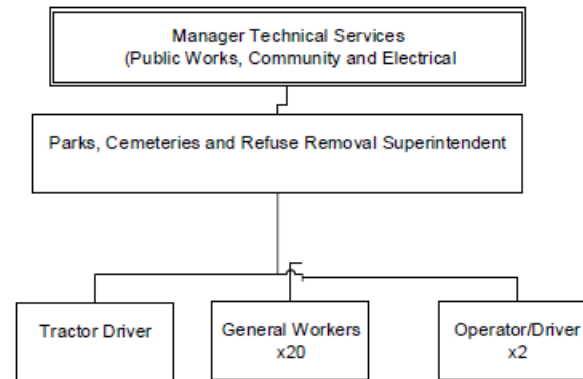 Manager Technical Services
(Public Works, Community and Electrical
Parks, Cemeteries and Refuse Removal Superintendent
Tractor Driver
General Workers
x20
Operator/Driver
x2